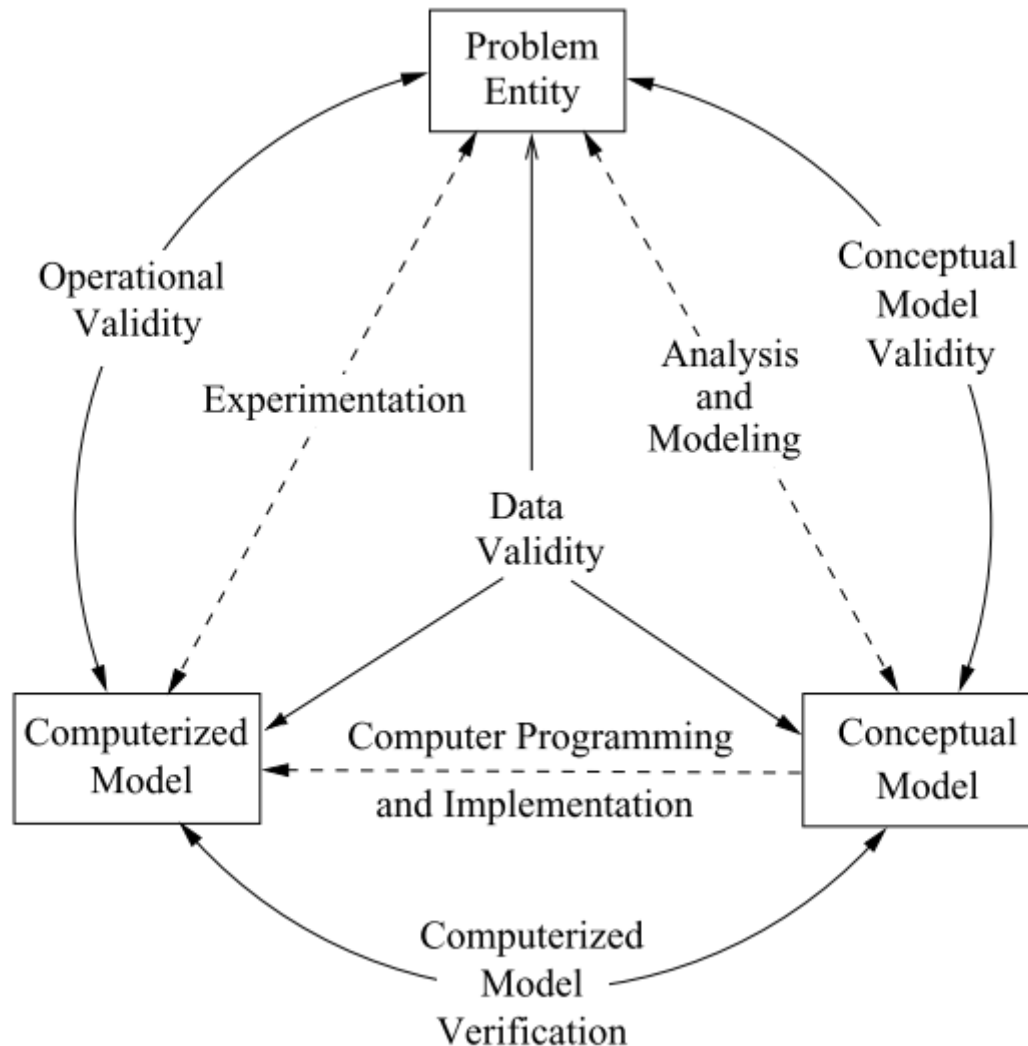 Problem
Entity
Operational
Validity
Conceptual
Model
Validity
Experimentation
Analysis
and
Modeling
Data
Validity
Computerized
Model
Computer Programming
and Implementation
Conceptual
Model
Computerized
Model
Verification